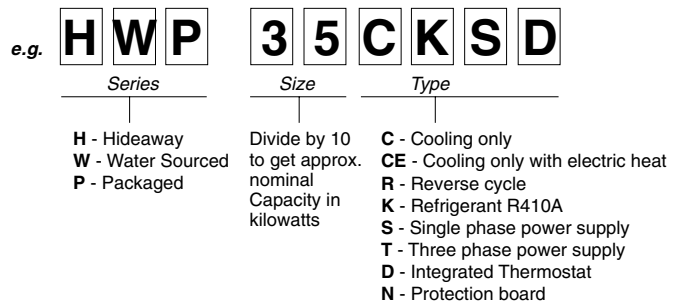 e.g. HWP 35CKSD
Series Size Type
H - Hideaway
W - Water Sourced
P - Packaged
Divide by 10
to get approx.
nominal
Capacity in
kilowatts
C - Cooling only
CE - Cooling only with electric heat
R - Reverse cycle
K - Refrigerant R410A
S - Single phase power supply
T - Three phase power supply
D - Integrated Thermostat
N - Protection board